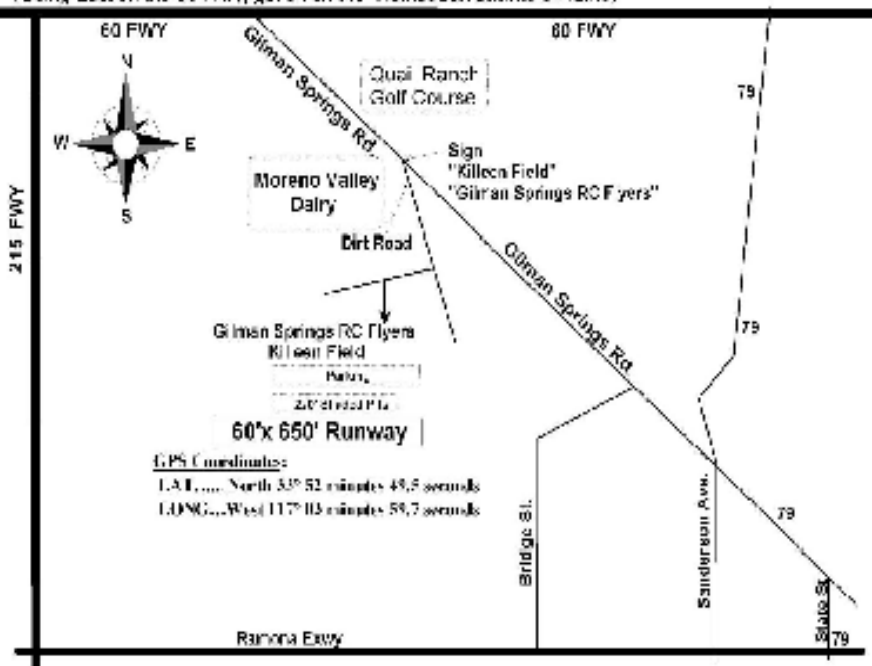 60 FWY
60 FWY
N
W
E
S
Gilman Springs Rd
Quail Ranch
Golf Course
79
Sign
"Killeen Field"
"Gilman Springs RC Flyers"
Moreno Valley
Dairy
Dirt Road
215 FWY
Gilman Springs Rd
79
Gilman Springs RC Flyers
Killeen Field
Parking
60'x 650' Runway
GPS Coordinates:
LAT..... North 33° 52 minutes 49.5 seconds
LONG...West 117° 03 minutes 59.7 seconds
Bridge St.
Sanderson Ave.
79
State St
79
Ramona Exwy